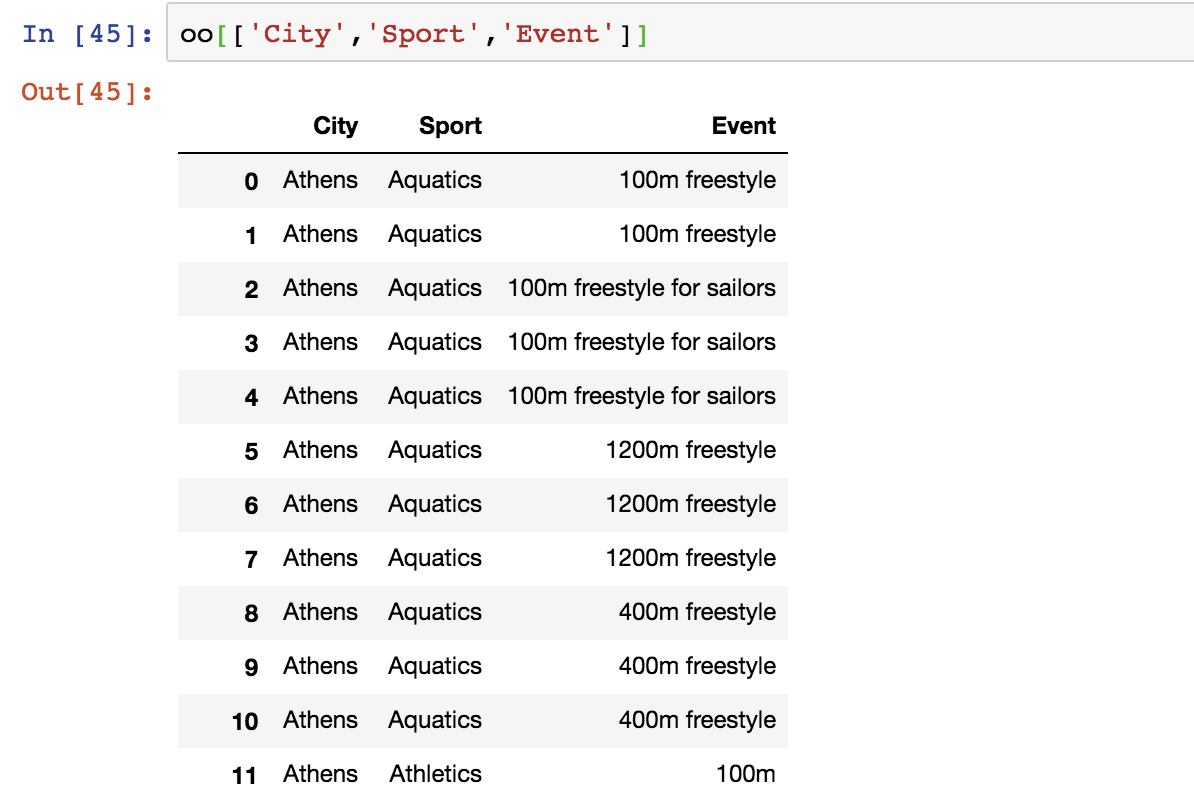 In [45]: oo[['City','Sport','Event']]
Out[45]:
City Sport Event
0 Athens Aquatics 100m freestyle
1 Athens Aquatics 100m freestyle
2 Athens Aquatics 100m freestyle for sailors
3 Athens Aquatics 100m freestyle for sailors
4 Athens Aquatics 100m freestyle for sailors
5 Athens Aquatics 1200m freestyle
6 Athens Aquatics 1200m freestyle
7 Athens Aquatics 1200m freestyle
8 Athens Aquatics 400m freestyle
9 Athens Aquatics 400m freestyle
10 Athens Aquatics 400m freestyle
11 Athens Athletics 100m